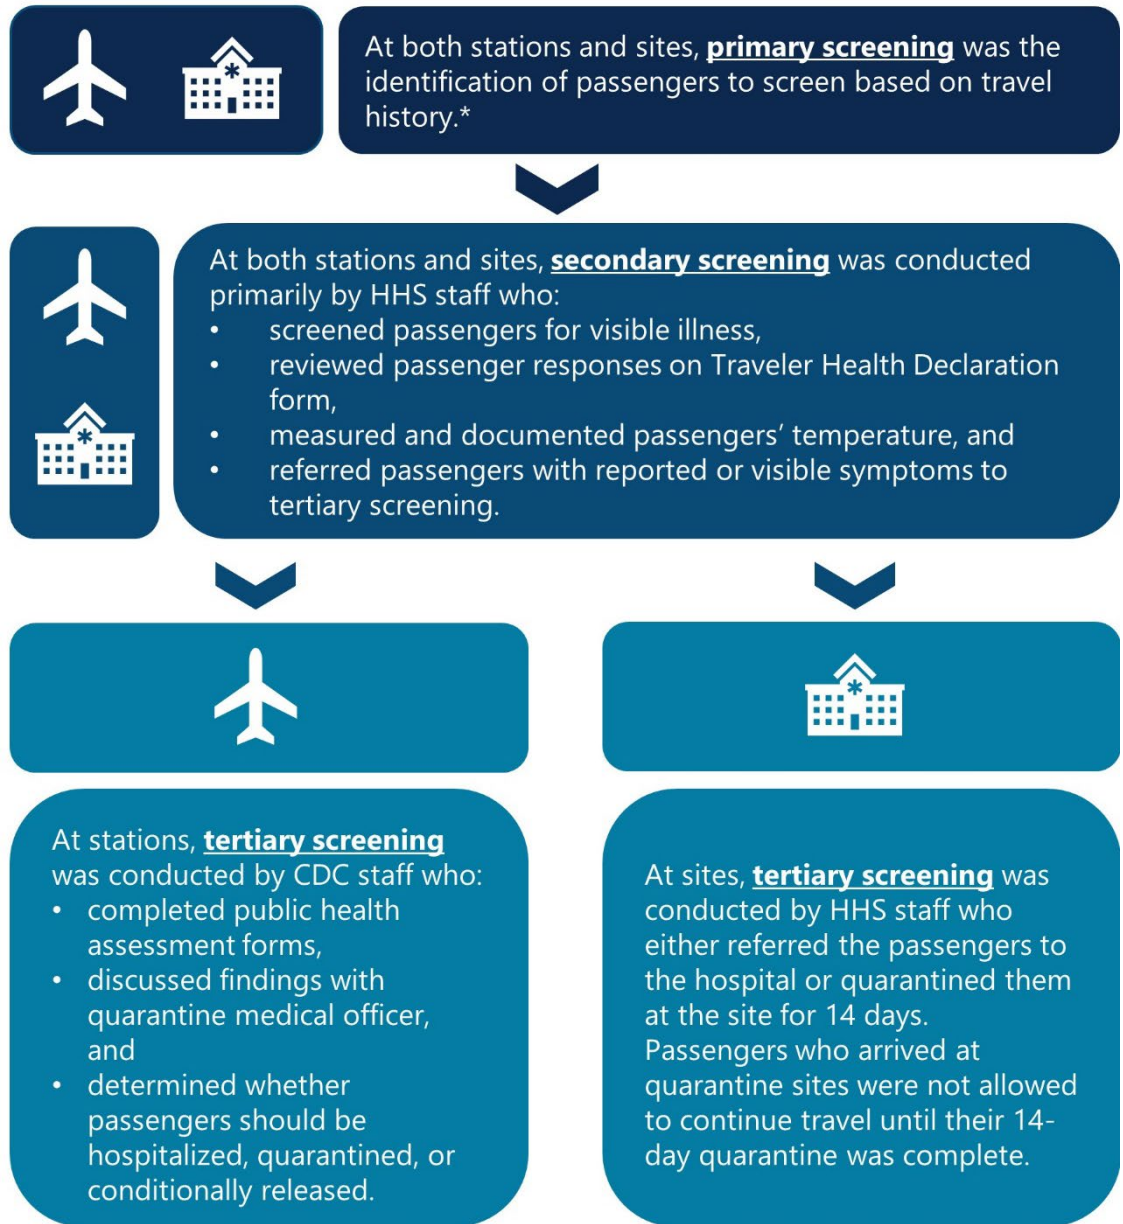 At both stations and sites, primary screening was the
identification of passengers to screen based on travel
history.*
At both stations and sites, secondary screening was conducted
primarily by HHS staff who:
• screened passengers for visible illness,
• reviewed passenger responses on Traveler Health Declaration
form,
• measured and documented passengers’ temperature, and
• referred passengers with reported or visible symptoms to
tertiary screening.
At stations, tertiary screening
was conducted by CDC staff who:
• completed public health
assessment forms,
• discussed findings with
quarantine medical officer,
and
• determined whether
passengers should be
hospitalized, quarantined, or
conditionally released.
At sites, tertiary screening was
conducted by HHS staff who
either referred the passengers to
the hospital or quarantined them
at the site for 14 days.
Passengers who arrived at
quarantine sites were not allowed
to continue travel until their 14-
day quarantine was complete.